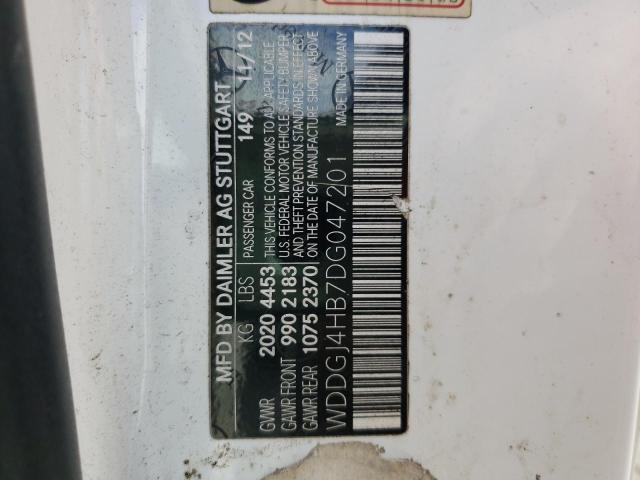 MFD BY DAIMLER AG STUTTGART
KG LBS PASSENGER CAR 149 11/12
GVWR 2020 4453 THIS VEHICLE CONFORMS TO ALL APPLICABLE
GAWR FRONT 990 2183 U.S. FEDERAL MOTOR VEHICLE SAFETY, BUMPER,
GAWR REAR 1075 2370 AND THEFT PREVENTION STANDARDS IN EFFECT
ON THE DATE OF MANUFACTURE SHOWN ABOVE
WDDGJ4HB7DG047201 MADE IN GERMANY